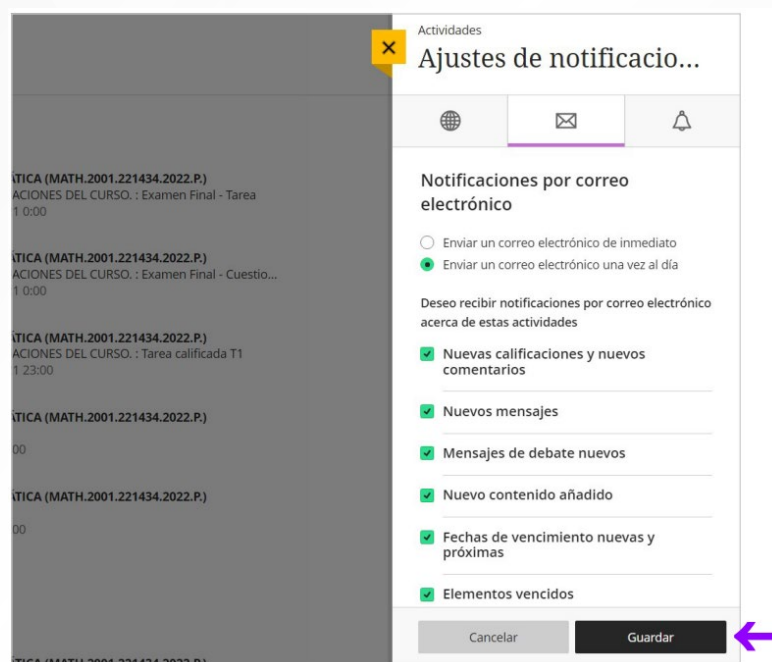 Actividades
Ajustes de notificacio...
ÁTICA (MATH.2001.221434.2022.P.)
ACIONES DEL CURSO. : Examen Final - Tarea
1 0:00
ÁTICA (MATH.2001.221434.2022.P.)
ACIONES DEL CURSO. : Examen Final - Cuestio...
1 0:00
ÁTICA (MATH.2001.221434.2022.P.)
ACIONES DEL CURSO. : Tarea calificada T1
1 23:00
ÁTICA (MATH.2001.221434.2022.P.)
00
ÁTICA (MATH.2001.221434.2022.P.)
00
Notificaciones por correo
electrónico
Enviar un correo electrónico de inmediato
Enviar un correo electrónico una vez al día
Deseo recibir notificaciones por correo electrónico
acerca de estas actividades
Nuevas calificaciones y nuevos
comentarios
Nuevos mensajes
Mensajes de debate nuevos
Nuevo contenido añadido
Fechas de vencimiento nuevas y
próximas
Elementos vencidos
Cancelar
Guardar